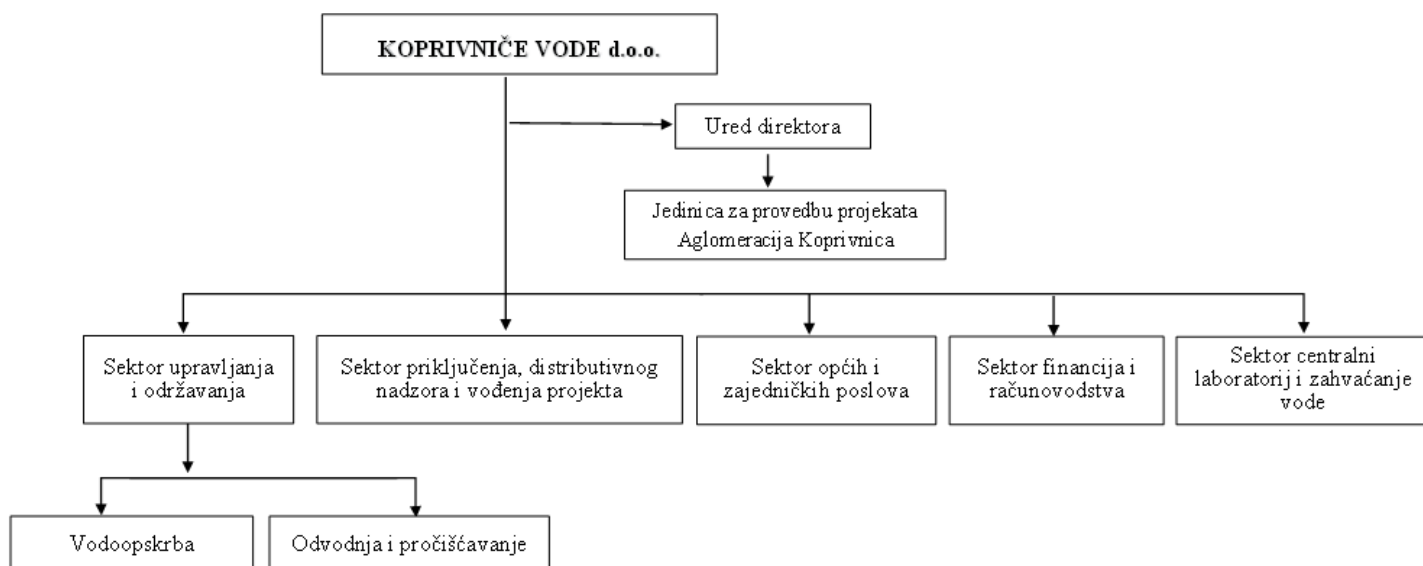 KOPRIVNIČE VODE d.o.o.
Ured direktora
Jedinica za provedbu projekata
Aglomeracija Koprivnica
Sektor upravljanja
i održavanja
Sektor priključenja, distributivnog
nadzora i vođenja projekta
Sektor općih i
zajedničkih poslova
Sektor financija i
računovodstva
Sektor centralni
laboratorij i zahvaćanje
vode
Vodoopskrba
Odvodnja i pročišćavanje